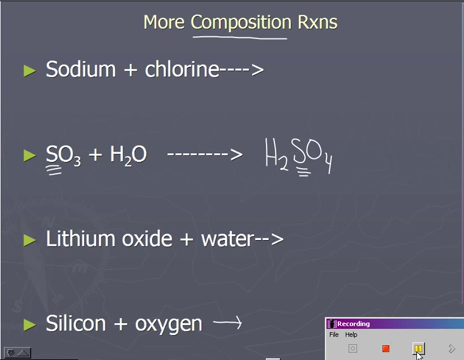 More Composition Rxns
► Sodium + chlorine---->
► SO₃ + H₂O --------> H₂SO₄
► Lithium oxide + water-->
► Silicon + oxygen →
Recording
File Help